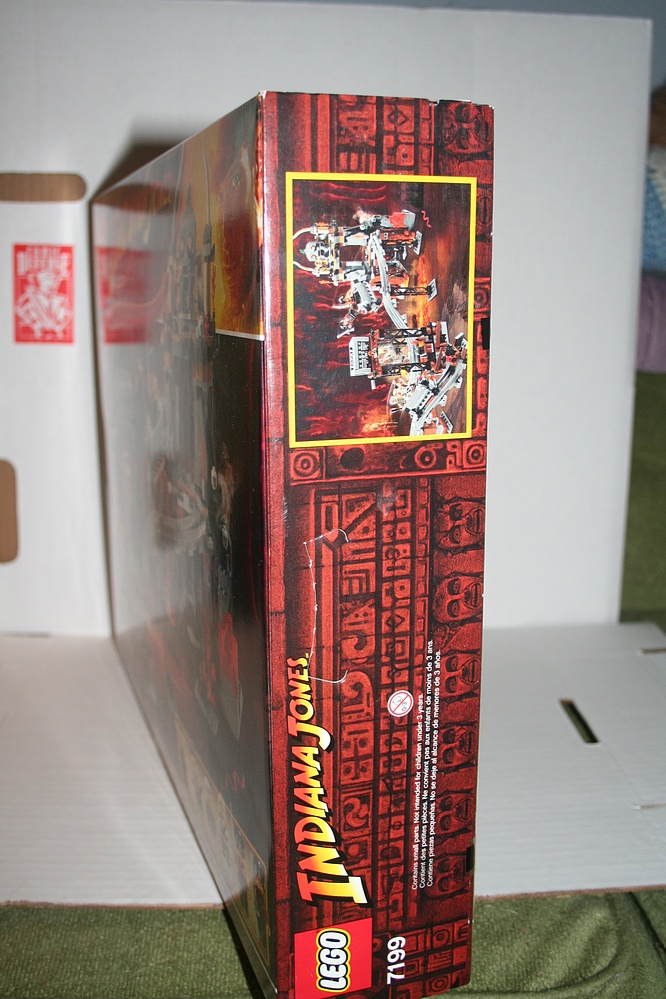 INDIANA JONES
LEGO
7199
Contains small parts. Not intended for children under 3 years.
Contient des petites pièces. Ne convient pas aux enfants de moins de 3 ans.
Contiene piezas pequeñas. No se deje al alcance de menores de 3 años.